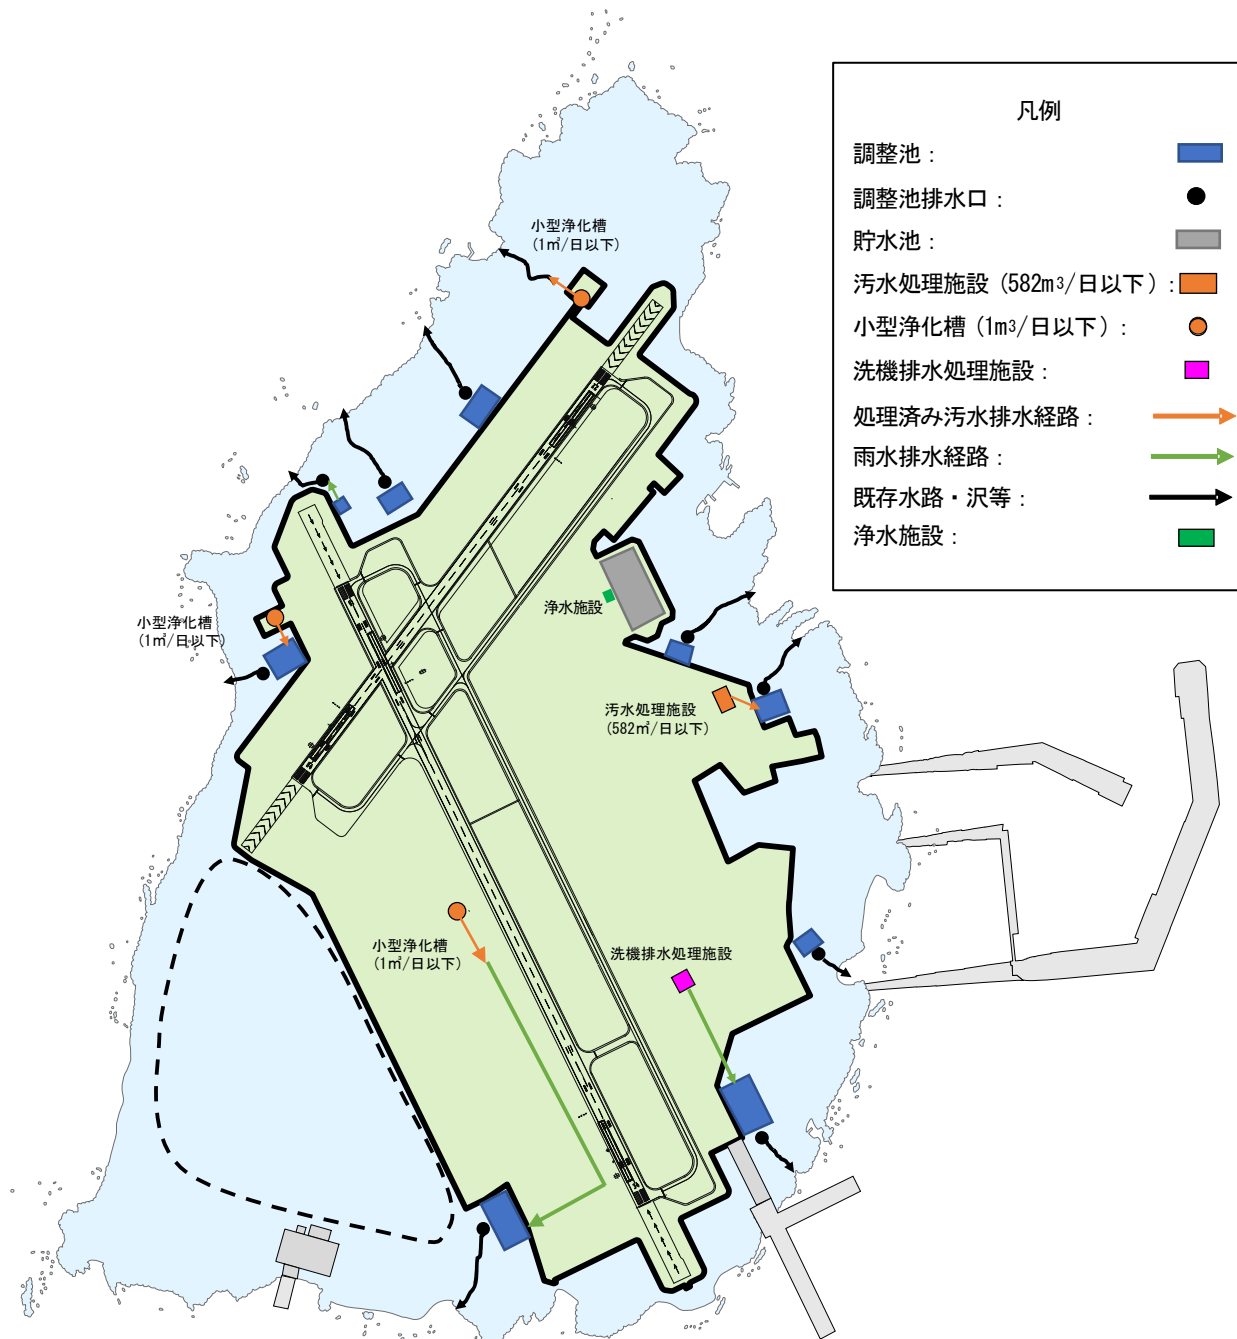 凡例
調整池：
調整池排水口：
貯水池：
汚水処理施設（582m3/日以下）：
小型浄化槽（1m3/日以下）：
洗機排水処理施設：
処理済み汚水排水経路：
雨水排水経路：
既存水路・沢等：
浄水施設：
小型浄化槽
(1㎥/日以下)
浄水施設
小型浄化槽
(1㎥/日以下)
汚水処理施設
(582㎥/日以下)
小型浄化槽
(1㎥/日以下)
洗機排水処理施設